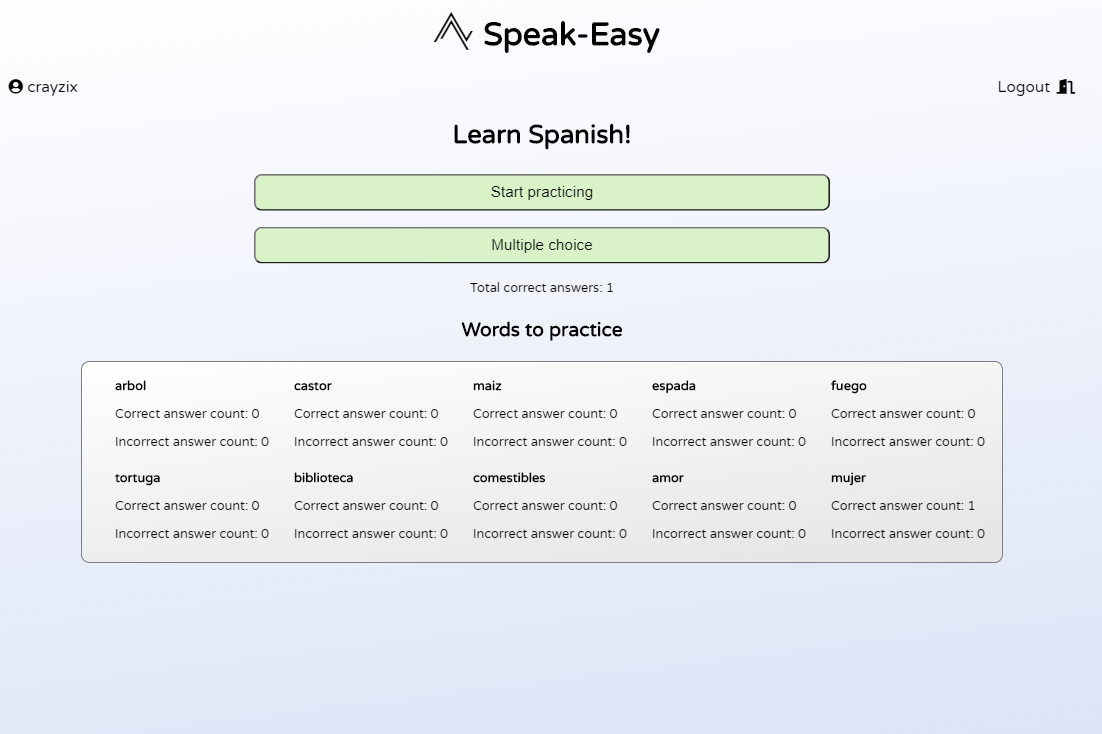 Speak-Easy
crayzix
Logout
Learn Spanish!
Start practicing
Multiple choice
Total correct answers: 1
Words to practice
arbol castor maiz espada fuego
Correct answer count: 0 Correct answer count: 0 Correct answer count: 0 Correct answer count: 0 Correct answer count: 0
Incorrect answer count: 0 Incorrect answer count: 0 Incorrect answer count: 0 Incorrect answer count: 0 Incorrect answer count: 0
tortuga biblioteca comestibles amor mujer
Correct answer count: 0 Correct answer count: 0 Correct answer count: 0 Correct answer count: 0 Correct answer count: 1
Incorrect answer count: 0 Incorrect answer count: 0 Incorrect answer count: 0 Incorrect answer count: 0 Incorrect answer count: 0